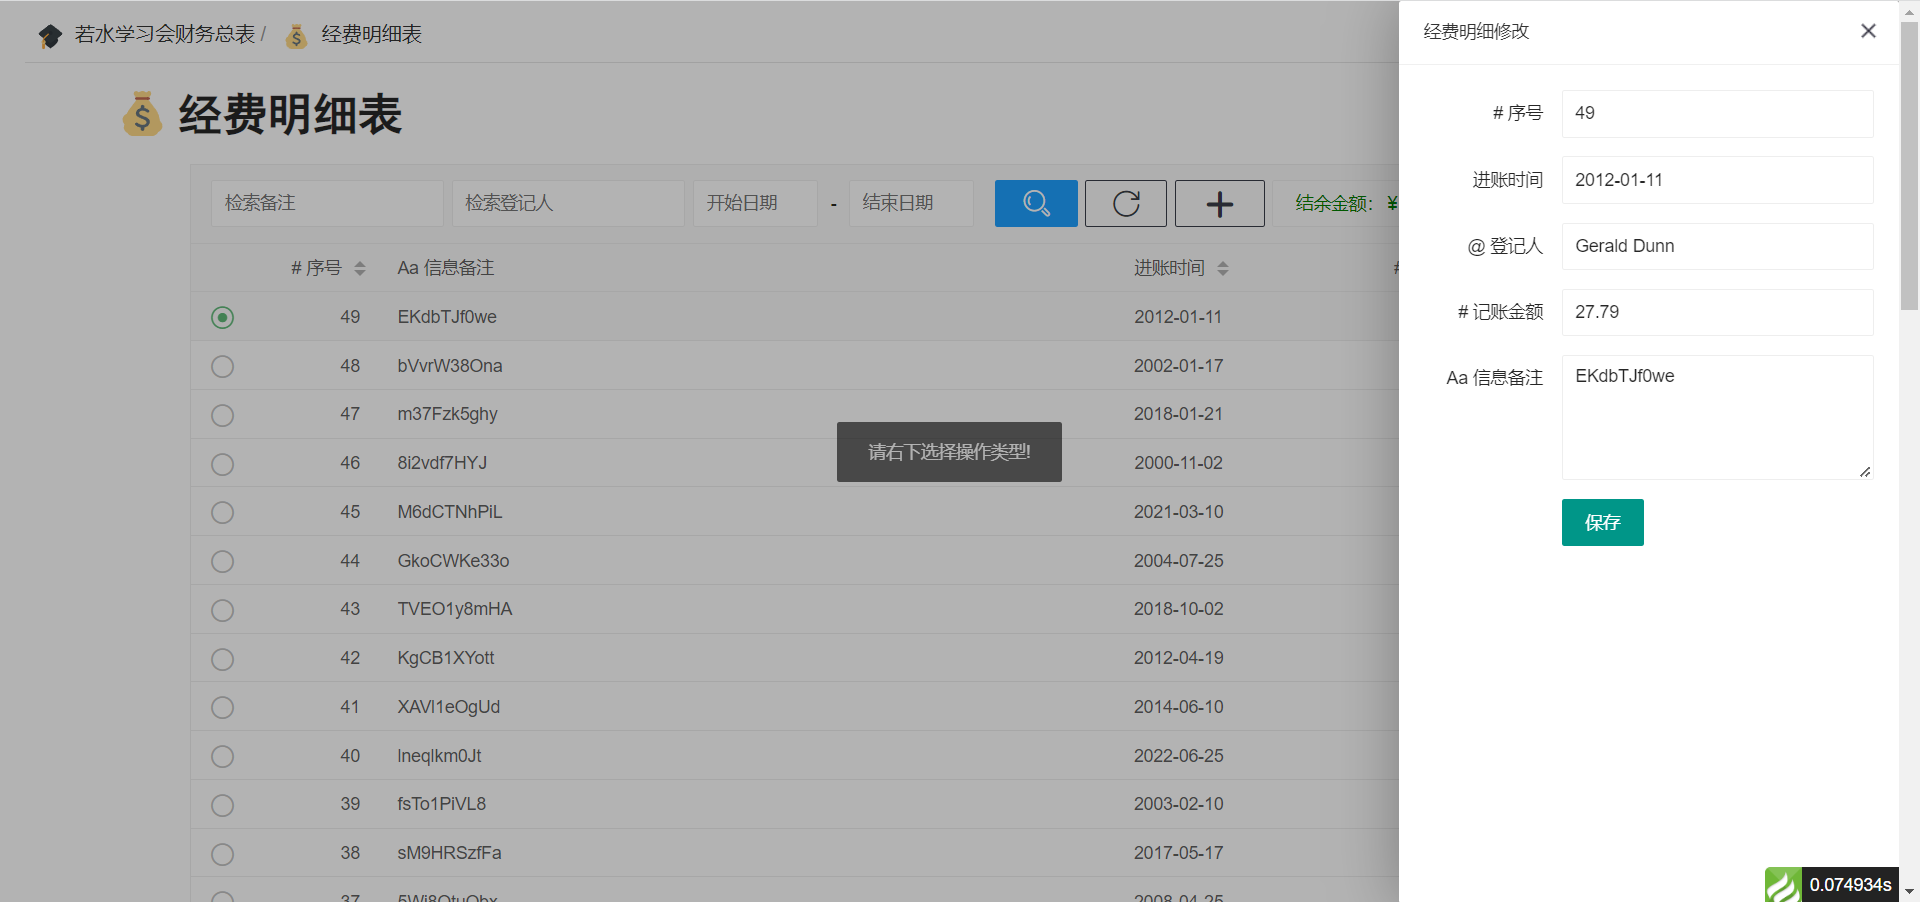 若水学习会财务总表 / 经费明细表
经费明细表
检索备注 检索登记人 开始日期 - 结束日期 结余金额: ¥
# 序号 Aa 信息备注 进账时间 #
49 EKdbTJf0we 2012-01-11
48 bVvrW38Ona 2002-01-17
47 m37Fzk5ghy 2018-01-21
46 8i2vdf7HYJ 2000-11-02
45 M6dCTNhPiL 2021-03-10
44 GkoCWKe33o 2004-07-25
43 TVEO1y8mHA 2018-10-02
42 KgCB1XYott 2012-04-19
41 XAVl1eOgUd 2014-06-10
40 lneqlkm0Jt 2022-06-25
39 fsTo1PiVL8 2003-02-10
38 sM9HRSzfFa 2017-05-17
37 2008-04-25
请右下选择操作类型!
经费明细修改
# 序号 49
进账时间 2012-01-11
@ 登记人 Gerald Dunn
# 记账金额 27.79
Aa 信息备注 EKdbTJf0we
保存
0.074934s